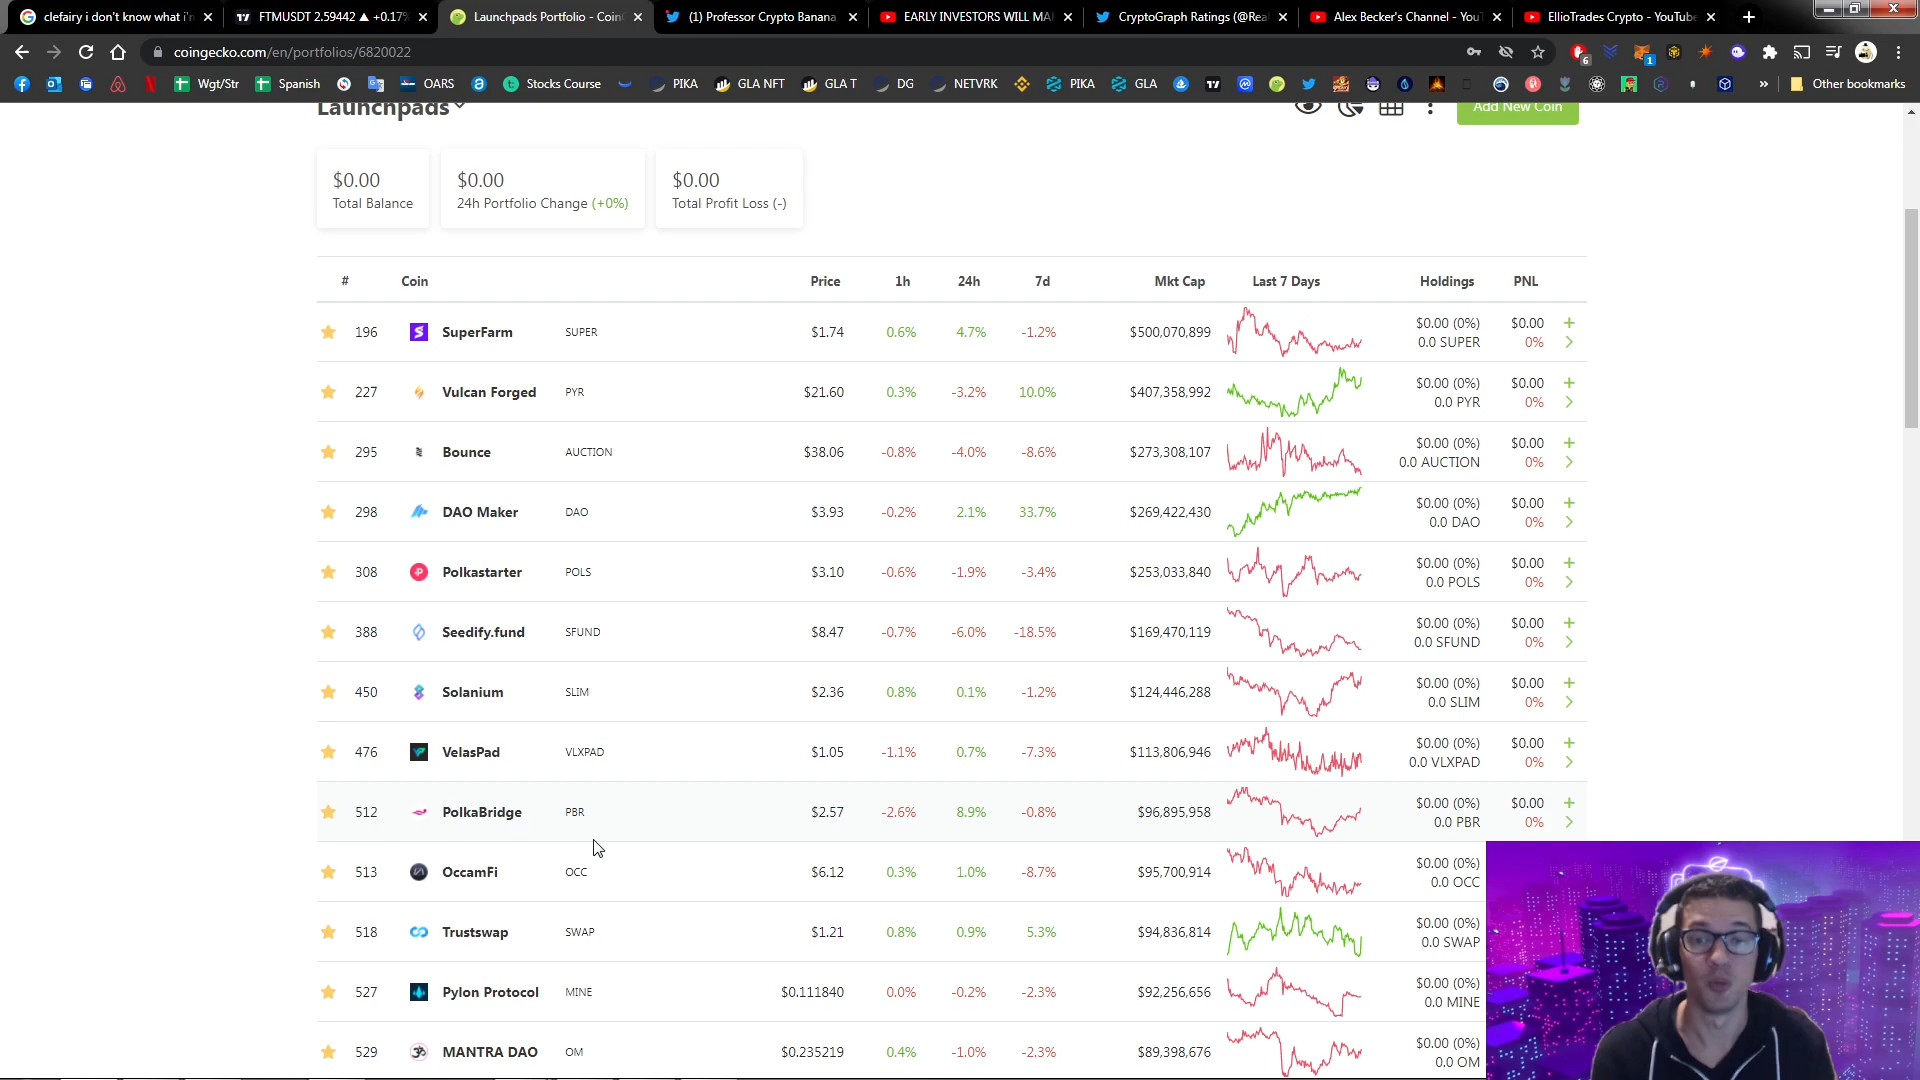 clefairy i don't know what i'n
FTMUSDT 2.59442 ▲ +0.17%
Launchpads Portfolio - Coin
(1) Professor Crypto Banana
EARLY INVESTORS WILL MA
CryptoGraph Ratings (@Rea
Alex Becker's Channel - YouT
EllioTrades Crypto - YouTube
coingecko.com/en/portfolios/6820022
6
1
Wgt/Str
Spanish
OARS
Stocks Course
PIKA
GLA NFT
GLA T
DG
NETVRK
PIKA
GLA
Other bookmarks
Launchpads
Add New Coin
$0.00
Total Balance
$0.00
24h Portfolio Change (+0%)
$0.00
Total Profit Loss (-)
# Coin Price 1h 24h 7d Mkt Cap Last 7 Days Holdings PNL
196 SuperFarm SUPER $1.74 0.6% 4.7% -1.2% $500,070,899 $0.00 (0%) $0.00
0.0 SUPER 0%
227 Vulcan Forged PYR $21.60 0.3% -3.2% 10.0% $407,358,992 $0.00 (0%) $0.00
0.0 PYR 0%
295 Bounce AUCTION $38.06 -0.8% -4.0% -8.6% $273,308,107 $0.00 (0%) $0.00
0.0 AUCTION 0%
298 DAO Maker DAO $3.93 -0.2% 2.1% 33.7% $269,422,430 $0.00 (0%) $0.00
0.0 DAO 0%
308 Polkastarter POLS $3.10 -0.6% -1.9% -3.4% $253,033,840 $0.00 (0%) $0.00
0.0 POLS 0%
388 Seedify.fund SFUND $8.47 -0.7% -6.0% -18.5% $169,470,119 $0.00 (0%) $0.00
0.0 SFUND 0%
450 Solanium SLIM $2.36 0.8% 0.1% -1.2% $124,446,288 $0.00 (0%) $0.00
0.0 SLIM 0%
476 VelasPad VLXPAD $1.05 -1.1% 0.7% -7.3% $113,806,946 $0.00 (0%) $0.00
0.0 VLXPAD 0%
512 PolkaBridge PBR $2.57 -2.6% 8.9% -0.8% $96,895,958 $0.00 (0%) $0.00
0.0 PBR 0%
513 OccamFi OCC $6.12 0.3% 1.0% -8.7% $95,700,914 $0.00 (0%)
0.0 OCC
518 Trustswap SWAP $1.21 0.8% 0.9% 5.3% $94,836,814 $0.00 (0%)
0.0 SWAP
527 Pylon Protocol MINE $0.111840 0.0% -0.2% -2.3% $92,256,656 $0.00 (0%)
0.0 MINE
529 MANTRA DAO OM $0.235219 0.4% -1.0% -2.3% $89,398,676 $0.00 (0%)
0.0 OM